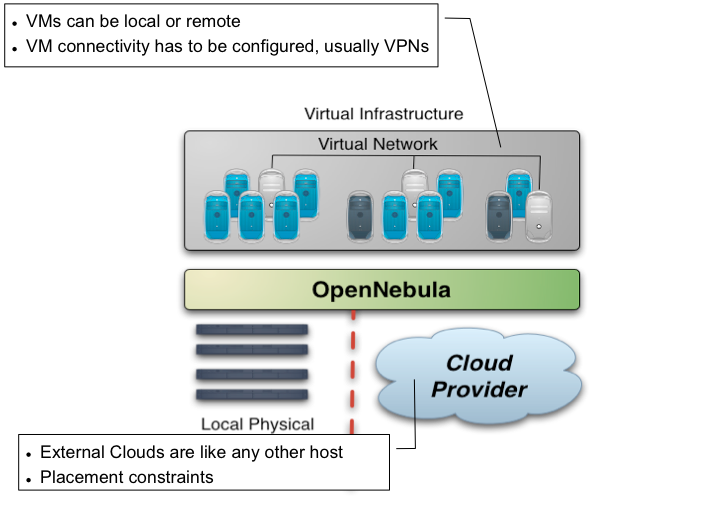 • VMs can be local or remote
• VM connectivity has to be configured, usually VPNs
Virtual Infrastructure
Virtual Network
OpenNebula
Cloud
Provider
Local Physical
• External Clouds are like any other host
• Placement constraints